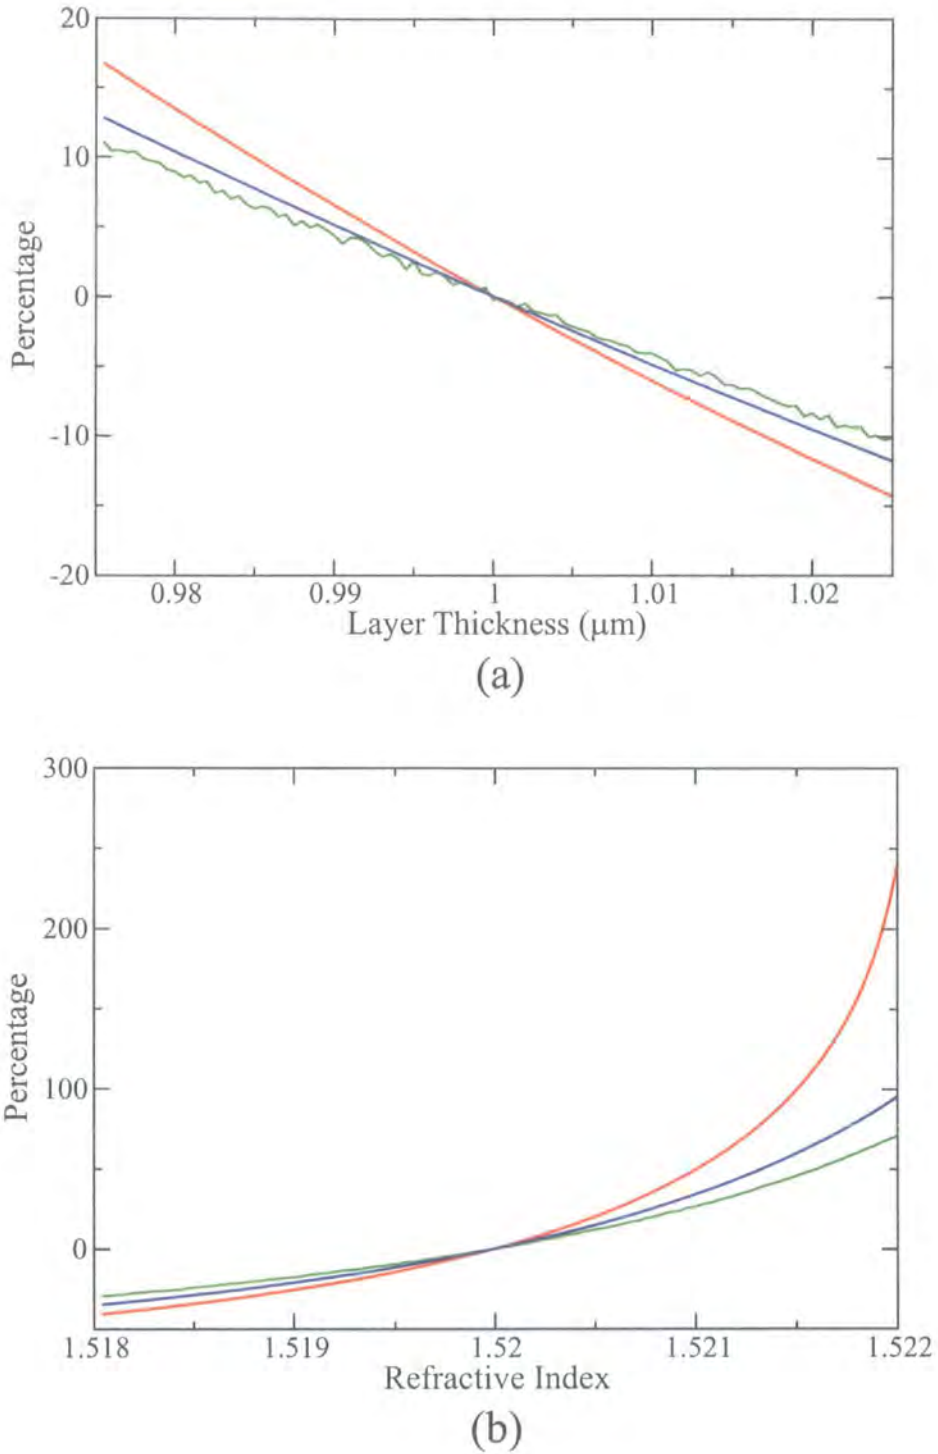 20
10
0
-10
-20
Percentage
0.98 0.99 1 1.01 1.02
Layer Thickness (μm)
(a)
300
200
100
0
Percentage
1.518 1.519 1.52 1.521 1.522
Refractive Index
(b)